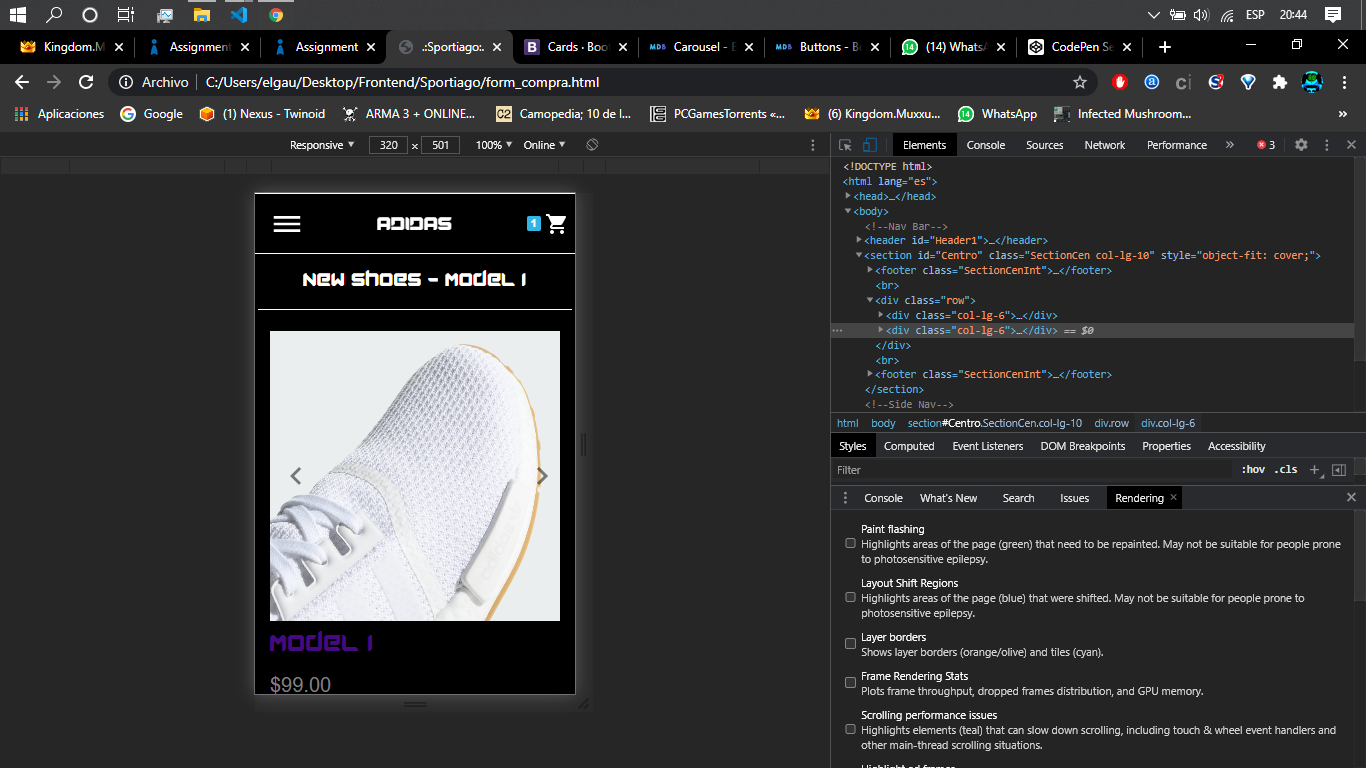 ESP 20:44
Kingdom.M Assignment Assignment .:Sportiago:. Cards · Boo Carousel - B Buttons - Bo (14) Whats CodePen Se
Archivo C:/Users/elgau/Desktop/Frontend/Sportiago/form_compra.html
Aplicaciones Google (1) Nexus - Twinoid ARMA 3 + ONLINE... Camopedia; 10 de l... PCGamesTorrents «... (6) Kingdom.Muxxu... WhatsApp Infected Mushroom... »
Responsive ▼ 320 × 501 100% ▼ Online ▼
Elements Console Sources Network Performance » 3
<!DOCTYPE html>
<html lang="es">
<head>…</head>
<body>
<!--Nav Bar-->
<header id="Header1">…</header>
<section id="Centro" class="SectionCen col-lg-10" style="object-fit: cover;">
<footer class="SectionCenInt">…</footer>
<br>
<div class="row">
<div class="col-lg-6">…</div>
<div class="col-lg-6">…</div> == $0
</div>
<br>
<footer class="SectionCenInt">…</footer>
</section>
<!--Side Nav-->
html body section#Centro.SectionCen.col-lg-10 div.row div.col-lg-6
Styles Computed Event Listeners DOM Breakpoints Properties Accessibility
Filter :hov .cls +
Console What's New Search Issues Rendering
Paint flashing
Highlights areas of the page (green) that need to be repainted. May not be suitable for people prone
to photosensitive epilepsy.
Layout Shift Regions
Highlights areas of the page (blue) that were shifted. May not be suitable for people prone to
photosensitive epilepsy.
Layer borders
Shows layer borders (orange/olive) and tiles (cyan).
Frame Rendering Stats
Plots frame throughput, dropped frames distribution, and GPU memory.
Scrolling performance issues
Highlights elements (teal) that can slow down scrolling, including touch & wheel event handlers and
other main-thread scrolling situations.
Highlight ad frames
ADIDAS 1
New shoes - Model 1
Model 1
$99.00